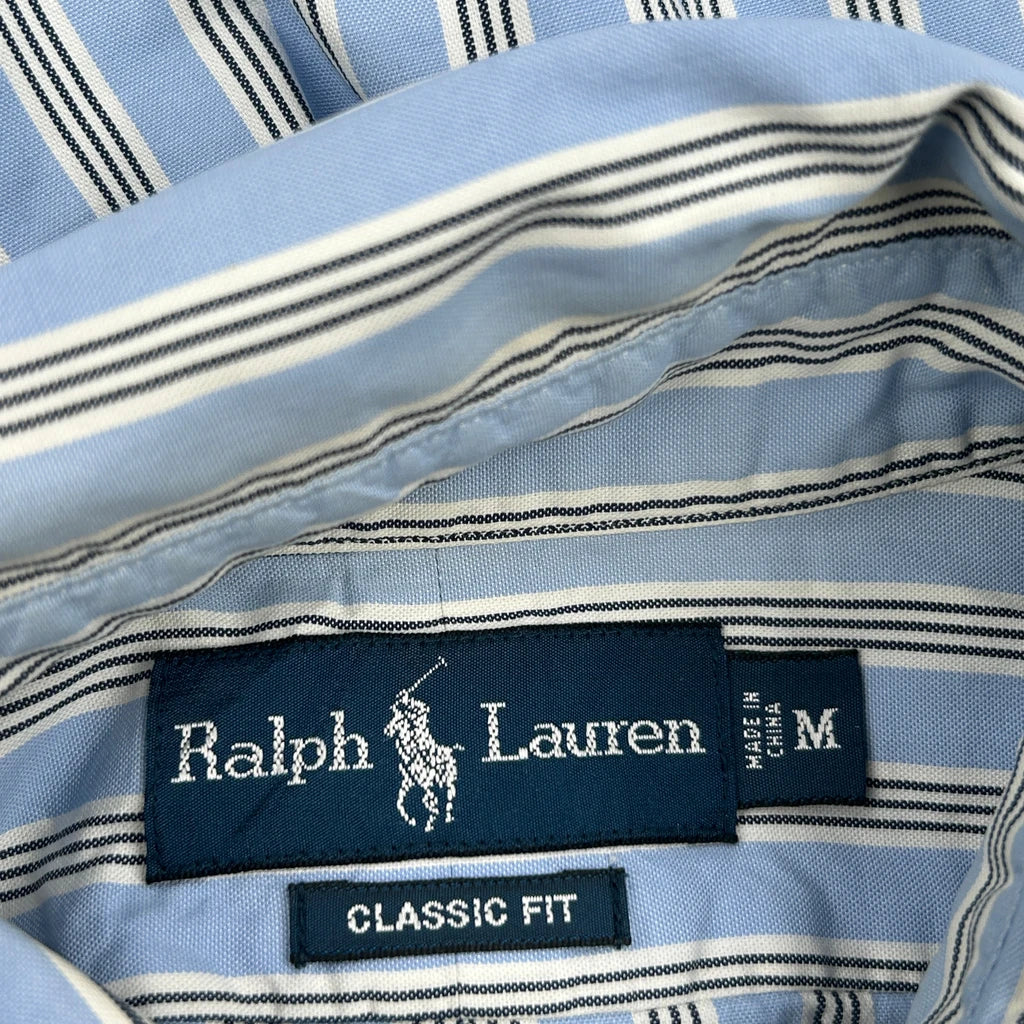 Ralph Lauren
MADE IN
CHINA
M
CLASSIC FIT